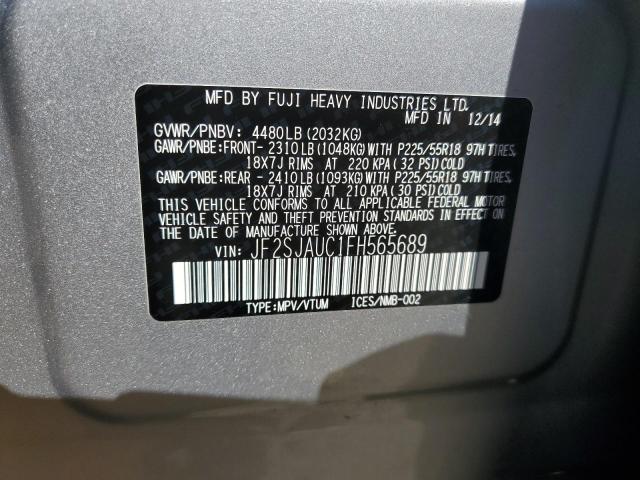 MFD BY FUJI HEAVY INDUSTRIES LTD.
MFD IN 12/14
GVWR/PNBV: 4480LB(2032KG)
GAWR/PNBE:FRONT-2310LB(1048KG)WITH P225/55R18 97H TIRES,
18X7J RIMS AT 220 KPA(32 PSI)COLD
GAWR/PNBE:REAR -2410LB(1093KG)WITH P225/55R18 97H TIRES,
18X7J RIMS AT 210 KPA(30 PSI)COLD
THIS VEHICLE CONFORMS TO ALL APPLICABLE FEDERAL MOTOR
VEHICLE SAFETY AND THEFT PREVENTION STANDARDS IN EFFECT ON
THE DATE OF MANUFACTURE SHOWN ABOVE.
VIN: JF2SJAUC1FH565689
TYPE:MPV/VTUM ICES/NMB-002